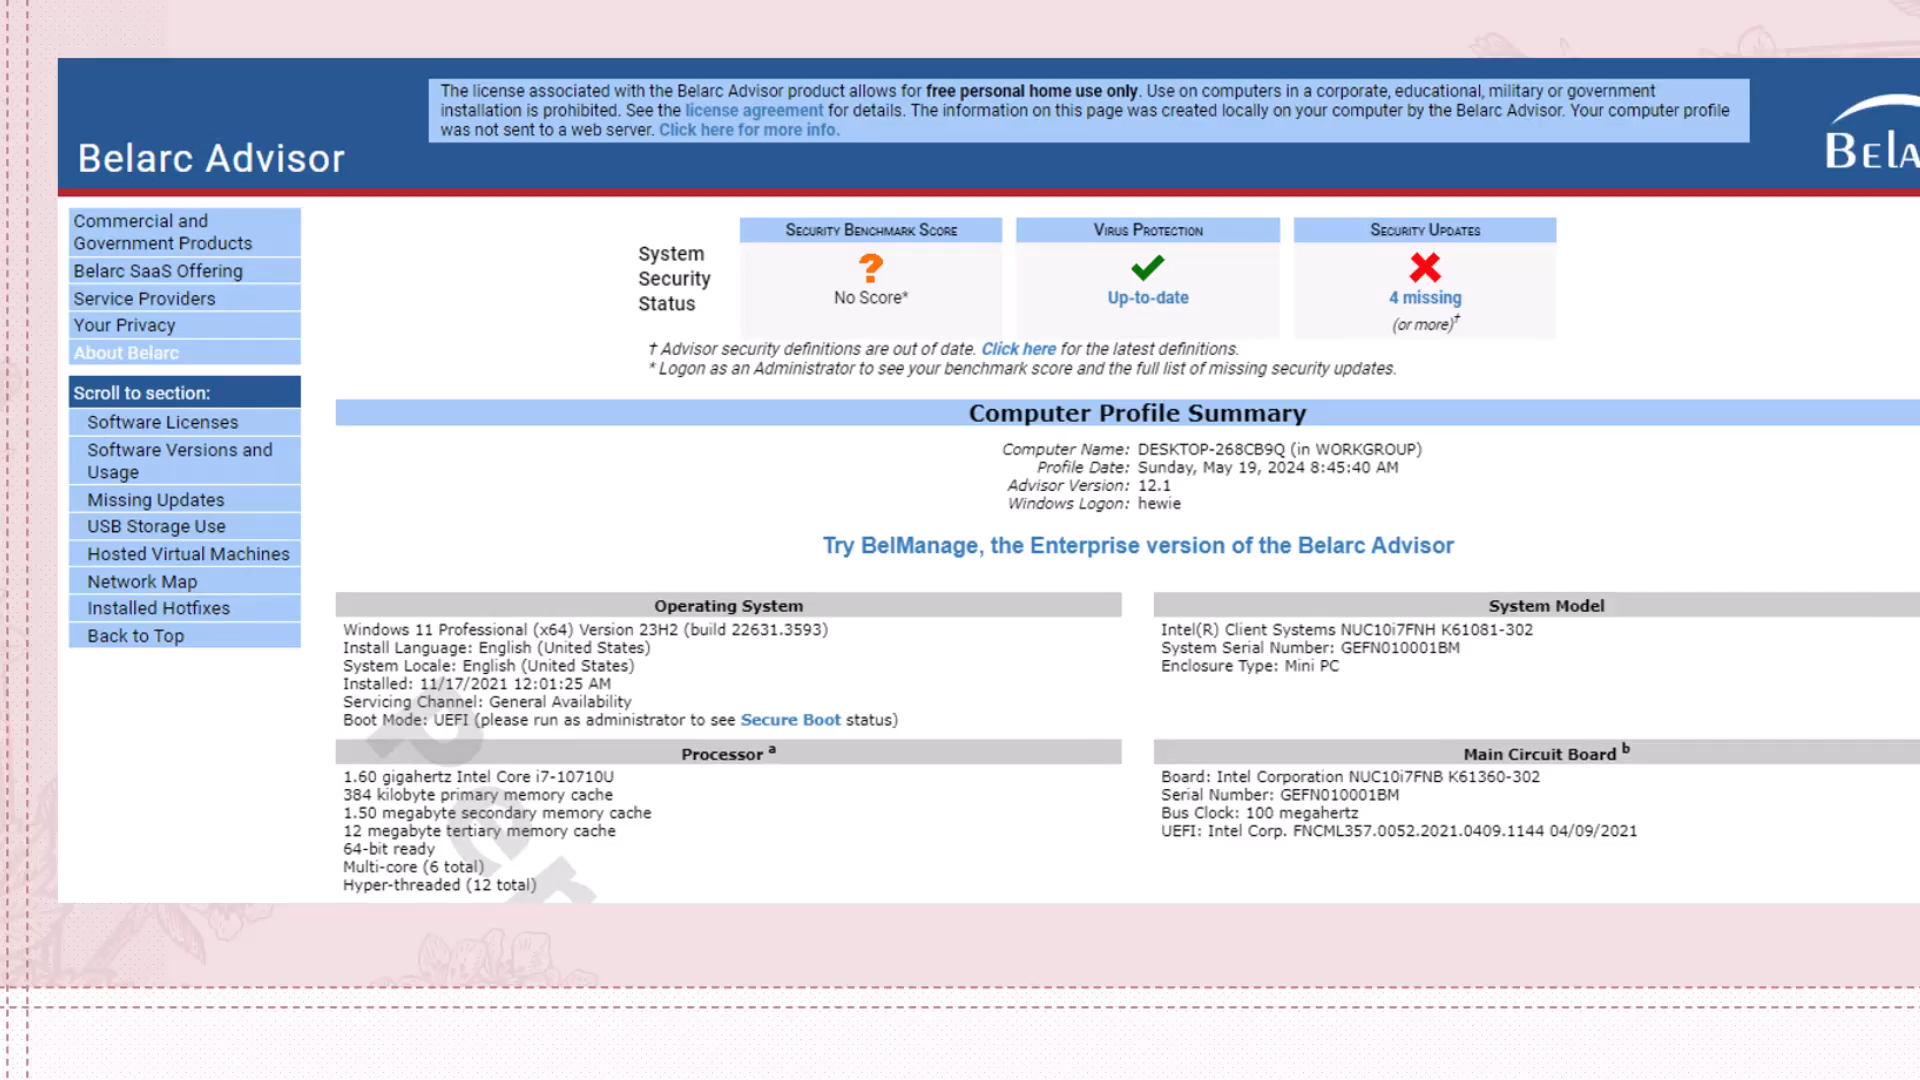 The license associated with the Belarc Advisor product allows for free personal home use only. Use on computers in a corporate, educational, military or government
installation is prohibited. See the license agreement for details. The information on this page was created locally on your computer by the Belarc Advisor. Your computer profile
was not sent to a web server. Click here for more info.
Belarc Advisor
Commercial and
Government Products
Belarc SaaS Offering
Service Providers
Your Privacy
About Belarc
Scroll to section:
Software Licenses
Software Versions and
Usage
Missing Updates
USB Storage Use
Hosted Virtual Machines
Network Map
Installed Hotfixes
Back to Top
System
Security
Status
Security Benchmark Score
?
No Score*
Virus Protection
Up-to-date
Security Updates
4 missing
(or more)†
† Advisor security definitions are out of date. Click here for the latest definitions.
* Logon as an Administrator to see your benchmark score and the full list of missing security updates.
Computer Profile Summary
Computer Name: DESKTOP-268CB9Q (in WORKGROUP)
Profile Date: Sunday, May 19, 2024 8:45:40 AM
Advisor Version: 12.1
Windows Logon: hewie
Try BelManage, the Enterprise version of the Belarc Advisor
Operating System
Windows 11 Professional (x64) Version 23H2 (build 22631.3593)
Install Language: English (United States)
System Locale: English (United States)
Installed: 11/17/2021 12:01:25 AM
Servicing Channel: General Availability
Boot Mode: UEFI (please run as administrator to see Secure Boot status)
System Model
Intel(R) Client Systems NUC10i7FNH K61081-302
System Serial Number: GEFN010001BM
Enclosure Type: Mini PC
Processor a
1.60 gigahertz Intel Core i7-10710U
384 kilobyte primary memory cache
1.50 megabyte secondary memory cache
12 megabyte tertiary memory cache
64-bit ready
Multi-core (6 total)
Hyper-threaded (12 total)
Main Circuit Board b
Board: Intel Corporation NUC10i7FNB K61360-302
Serial Number: GEFN010001BM
Bus Clock: 100 megahertz
UEFI: Intel Corp. FNCML357.0052.2021.0409.1144 04/09/2021
Per